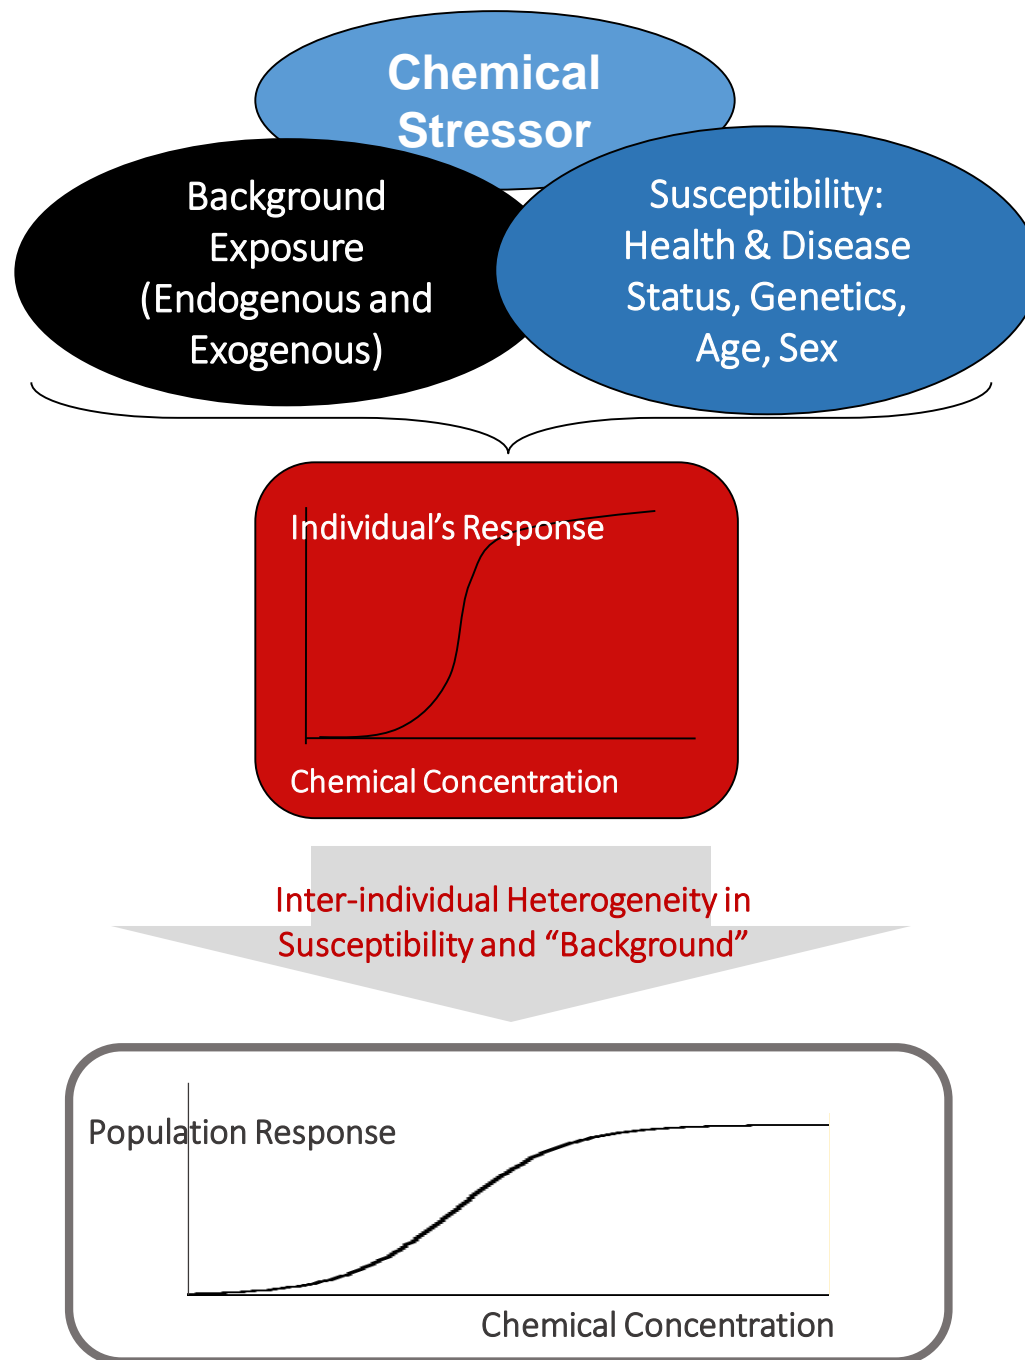 Chemical
Stressor
Background
Exposure
(Endogenous and
Exogenous)
Susceptibility:
Health & Disease
Status, Genetics,
Age, Sex
Individual’s Response
Chemical Concentration
Inter-individual Heterogeneity in
Susceptibility and “Background”
Population Response
Chemical Concentration